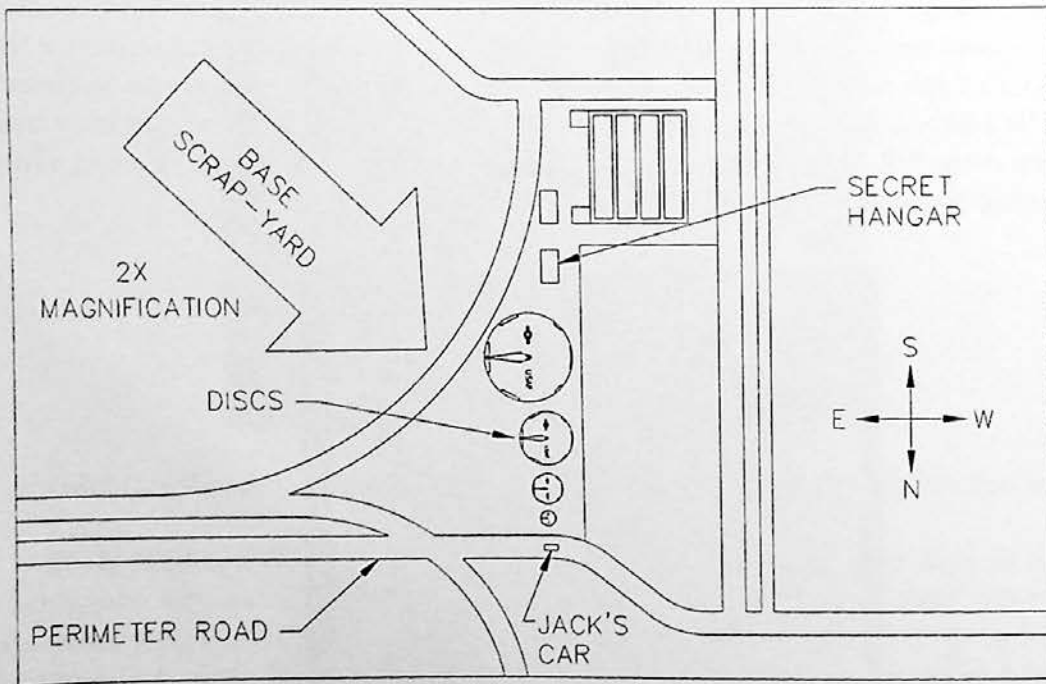 BASE
SCRAP-YARD
2X
MAGNIFICATION
SECRET
HANGAR
DISCS
S
E W
N
PERIMETER ROAD
JACK'S
CAR